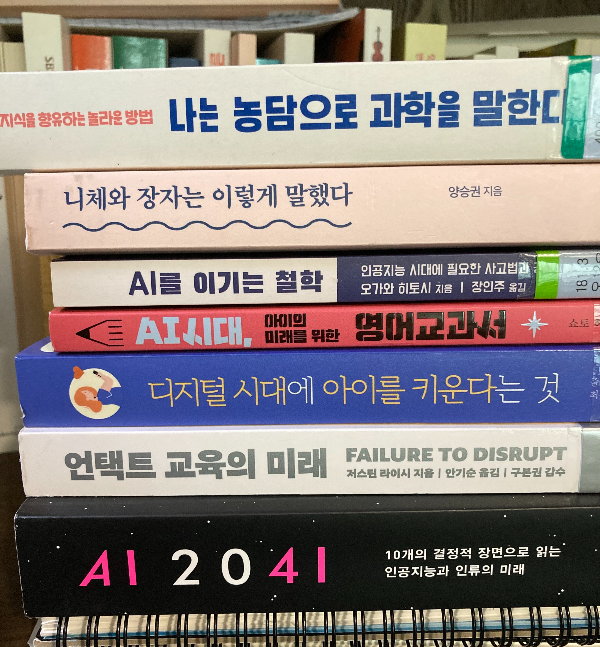 지식을 향유하는 놀라운 방법 나는 농담으로 과학을 말한다
니체와 장자는 이렇게 말했다 양승권 지음
AI를 이기는 철학
인공지능 시대에 필요한 사고법과
오가와 히토시 지음 | 장인주 옮김
18
3
AI시대,
아이의
미래를 위한
영어교과서
쇼토
디지털 시대에 아이를 키운다는 것
언택트 교육의 미래
FAILURE TO DISRUPT
저스틴 라이시 지음 | 안기순 옮김 | 구본권 감수
AI 2041
10개의 결정적 장면으로 읽는
인공지능과 인류의 미래